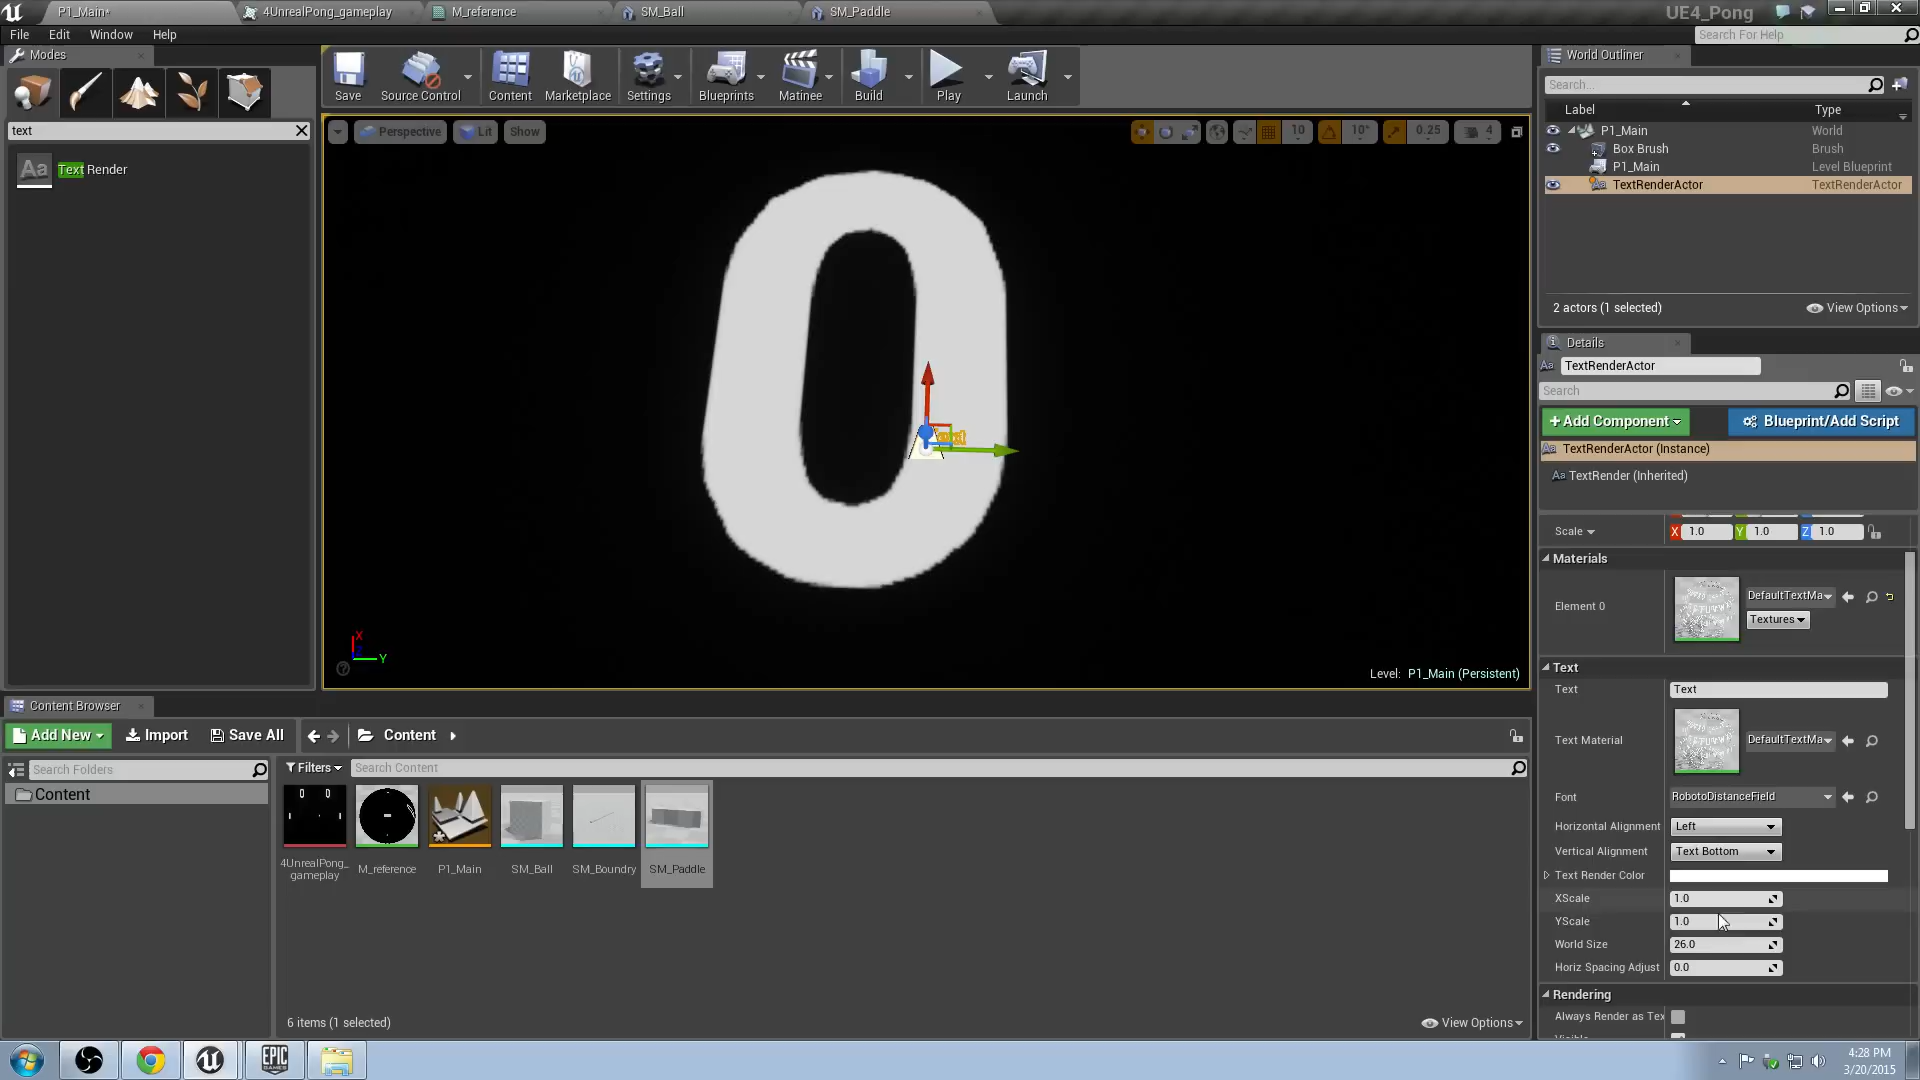 P1_Main*
4UnrealPong_gameplay
M_reference
SM_Ball
SM_Paddle
UE4_Pong
File
Edit
Window
Help
Search For Help
Modes
World Outliner
Save
Source Control
Content
Marketplace
Settings
Blueprints
Matinee
Build
Play
Launch
Search...
Label
Type
text
Perspective
Lit
Show
10
10°
0.25
4
P1_Main
World
Box Brush
Brush
P1_Main
Level Blueprint
TextRenderActor
TextRenderActor
Aa
Text Render
0
2 actors (1 selected)
View Options
Details
TextRenderActor
Search
+Add Component
Blueprint/Add Script
TextRenderActor (Instance)
TextRender (Inherited)
Scale
X
1.0
Y
1.0
Z
1.0
Materials
Element 0
DefaultTextMa
Textures
X
Y
Level: P1_Main (Persistent)
Text
Text
Text
Text Material
DefaultTextMa
Font
RobotoDistanceField
Horizontal Alignment
Left
Vertical Alignment
Text Bottom
Text Render Color
XScale
1.0
YScale
1.0
World Size
26.0
Horiz Spacing Adjust
0.0
Rendering
Always Render as Tex
Content Browser
Add New
Import
Save All
Content
Search Folders
Filters
Search Content
Content
4UnrealPong_
gameplay
M_reference
P1_Main
SM_Ball
SM_Boundry
SM_Paddle
6 items (1 selected)
View Options
EPIC
GAMES
4:28 PM
3/20/2015